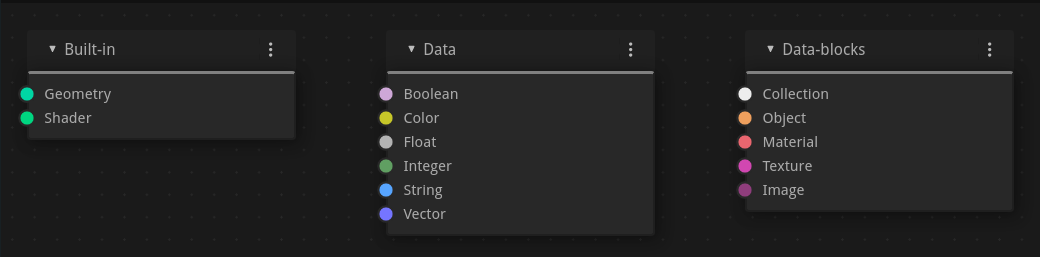 Built-in
Geometry
Shader
Data
Boolean
Color
Float
Integer
String
Vector
Data-blocks
Collection
Object
Material
Texture
Image